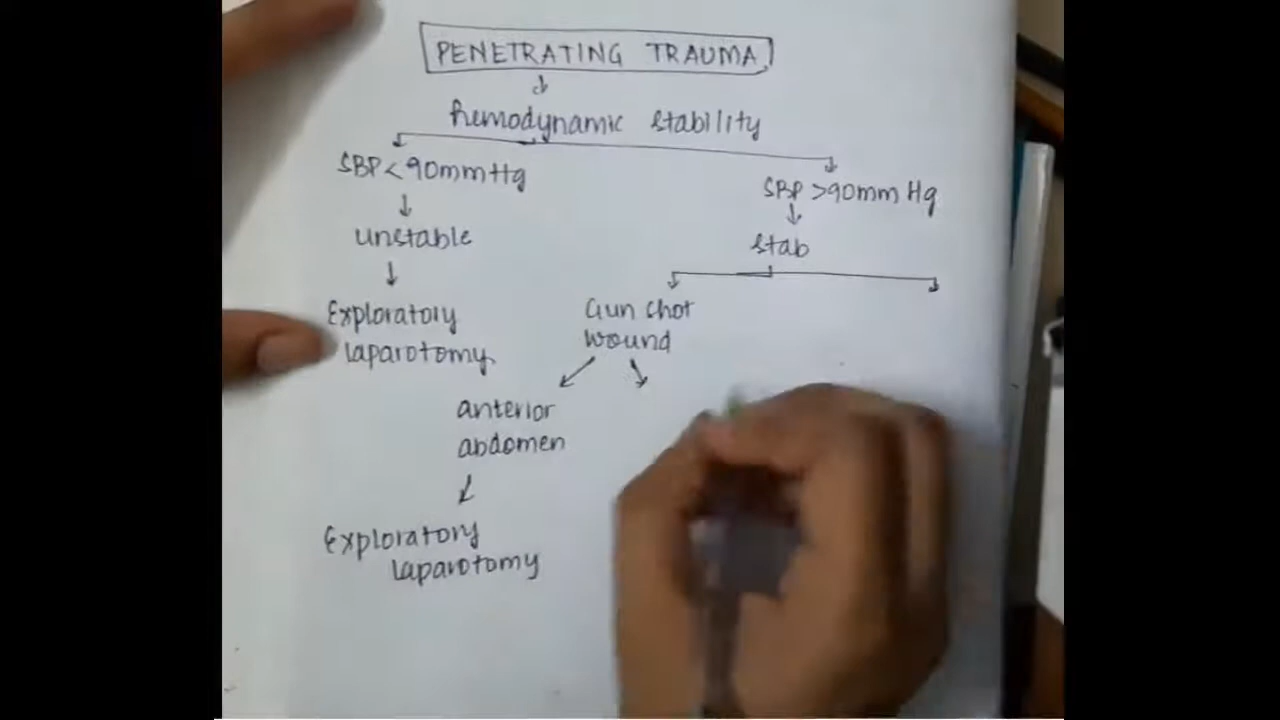 PENETRATING TRAUMA
hemodynamic stability
SBP < 90mmHg
SBP >90mm Hg
unstable
stab
Exploratory
laparotomy
Gun shot
wound
anterior
abdomen
Exploratory
laparotomy